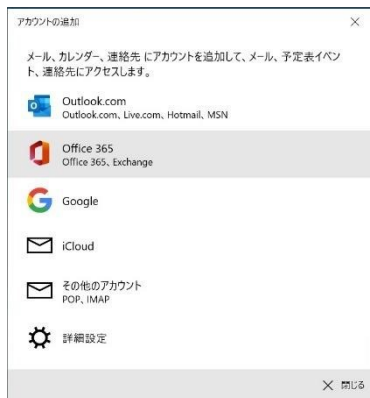 アカウントの追加
メール、カレンダー、連絡先 にアカウントを追加して、メール、予定表イベン
ト、連絡先にアクセスします。
Outlook.com
Outlook.com、Live.com、Hotmail、MSN
Office 365
Office 365、Exchange
Google
iCloud
その他のアカウント
POP、IMAP
詳細設定
閉じる